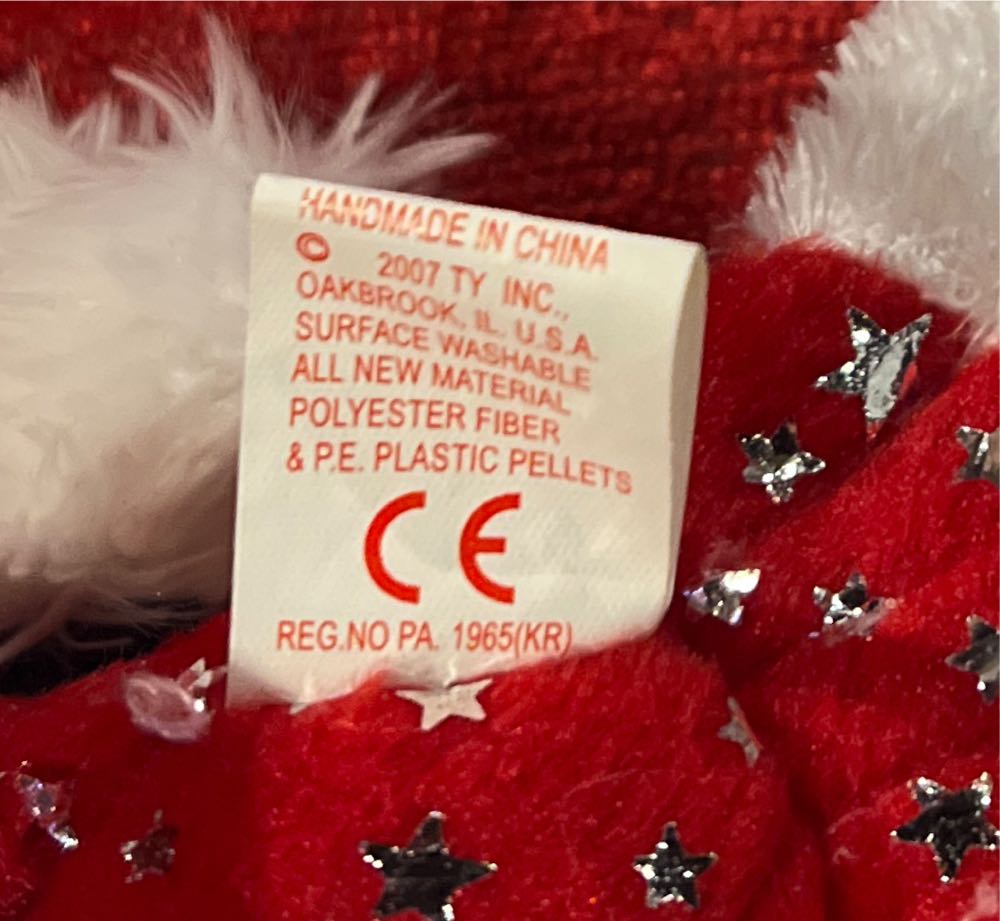 HANDMADE IN CHINA
© 2007 TY INC.,
OAKBROOK, IL. U.S.A.
SURFACE WASHABLE
ALL NEW MATERIAL
POLYESTER FIBER
& P.E. PLASTIC PELLETS
CE
REG.NO PA. 1965(KR)